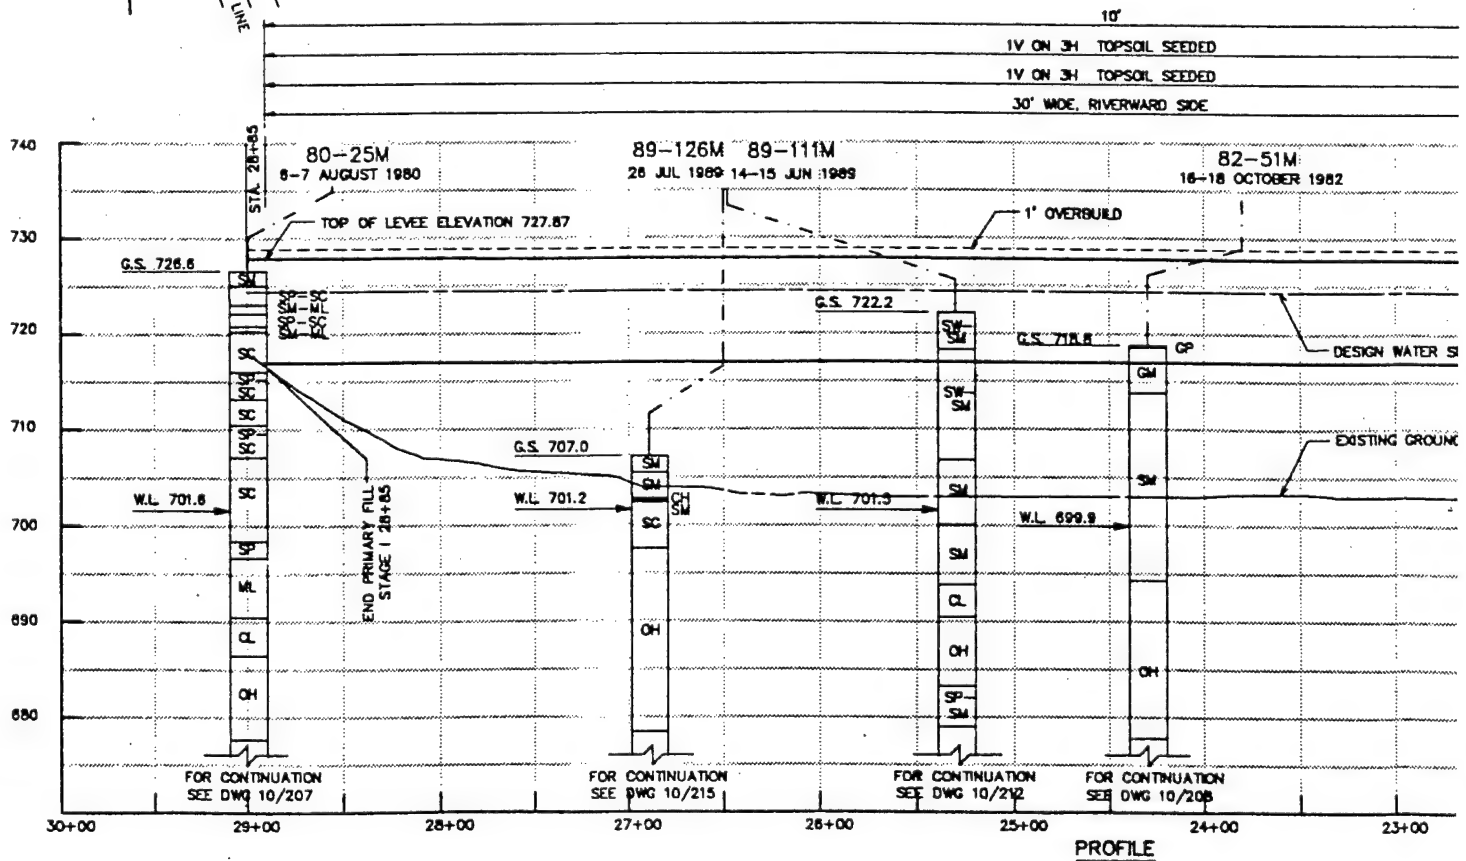 LINE
10'
1V ON 3H TOPSOIL SEEDED
1V ON 3H TOPSOIL SEEDED
30' WIDE, RIVERWARD SIDE
STA. 28+85
80-25M
6-7 AUGUST 1980
89-126M 89-111M
26 JUL 1989 14-15 JUN 1989
82-51M
16-18 OCTOBER 1982
TOP OF LEVEE ELEVATION 727.87
1' OVERBUILD
G.S. 726.6
G.S. 722.2
G.S. 718.8
G.S. 707.0
DESIGN WATER S
EXISTING GROUND
W.L. 701.6
W.L. 701.2
W.L. 701.5
W.L. 699.9
END PRIMARY FILL
STAGE I 28+85
740
730
720
710
700
690
680
SM
SM-ML
SC
SC
SC
ML
CL
OH
SM
SM
CH
SM
SC
OH
SW-
SM
SW-
SM
SM
SM
CL
OH
SP-
SM
GP
GM
SM
OH
FOR CONTINUATION
SEE DWG 10/207
FOR CONTINUATION
SEE DWG 10/215
FOR CONTINUATION
SEE DWG 10/212
FOR CONTINUATION
SEE DWG 10/208
30+00
29+00
28+00
27+00
26+00
25+00
24+00
23+00
PROFILE